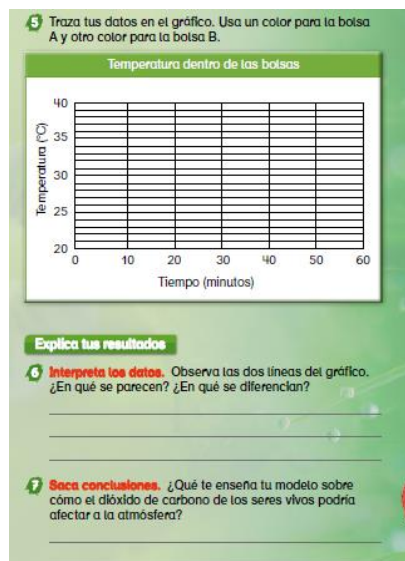 5 Traza tus datos en el gráfico. Usa un color para la bolsa
A y otro color para la bolsa B.
Temperatura dentro de las bolsas
Temperatura (°C)
40
35
30
25
20
0 10 20 30 40 50 60
Tiempo (minutos)
Explica tus resultados
6 Interpreta los datos. Observa las dos líneas del gráfico.
¿En qué se parecen? ¿En qué se diferencian?
7 Saca conclusiones. ¿Qué te enseña tu modelo sobre
cómo el dióxido de carbono de los seres vivos podría
afectar a la atmósfera?